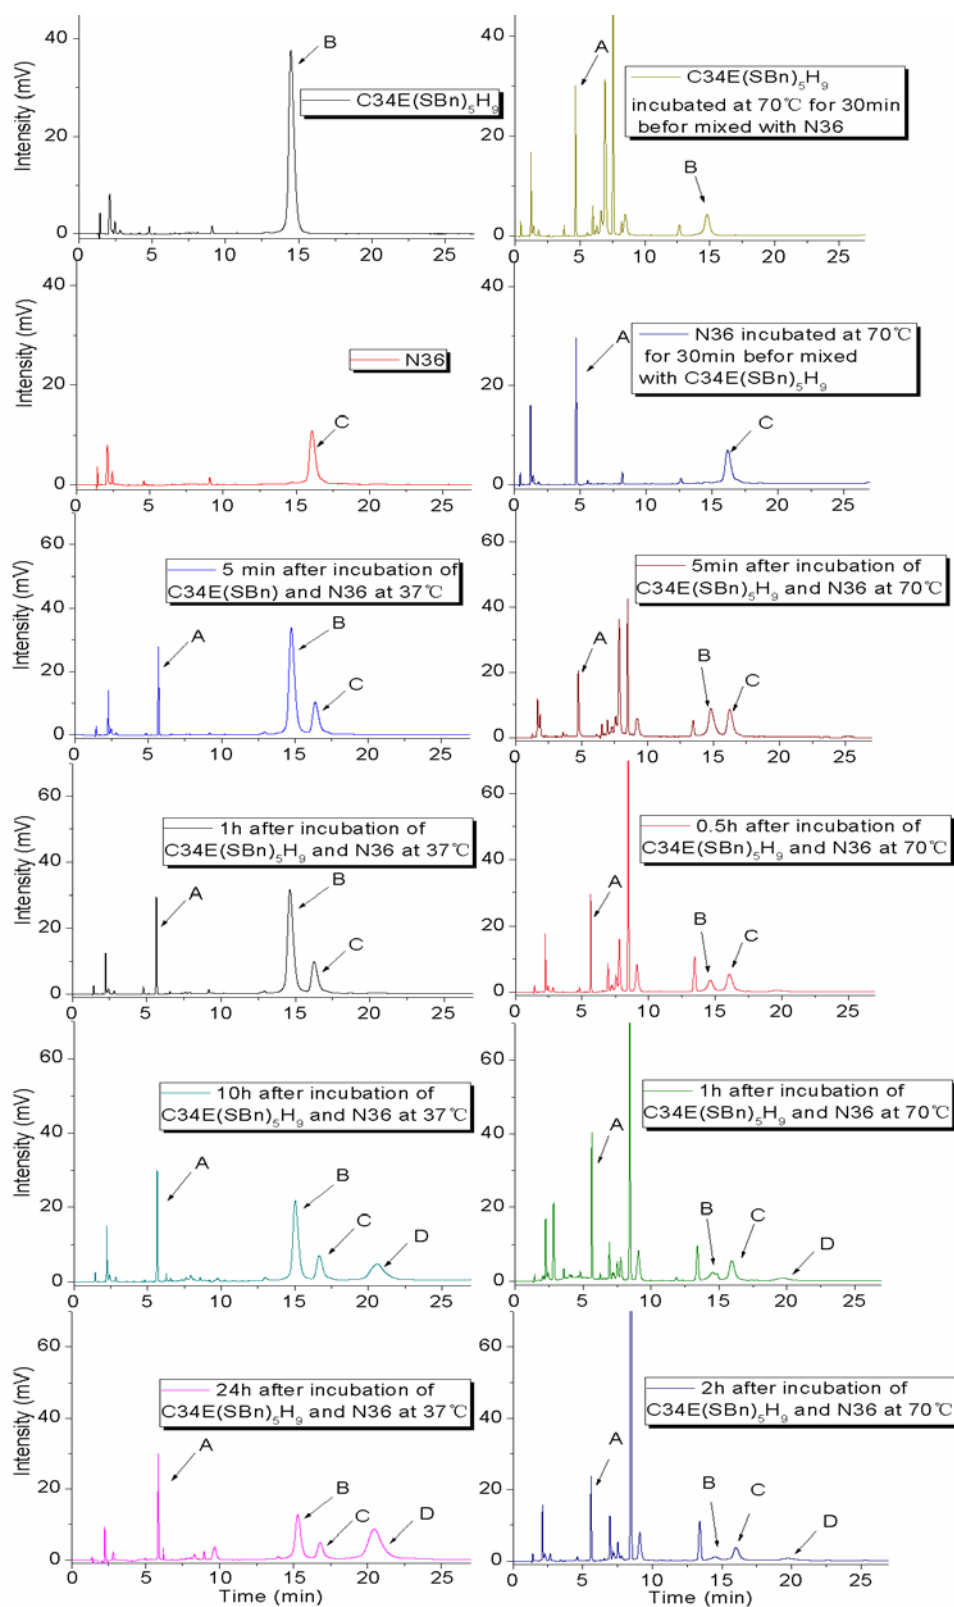 40
20
0
Intensity (mV)
B
C34E(SBn)₅H₉
0 5 10 15 20 25
40
20
0
A
C34E(SBn)₅H₉
incubated at 70℃ for 30min
befor mixed with N36
B
0 5 10 15 20 25
40
20
0
Intensity (mV)
N36
C
0 5 10 15 20 25
40
20
0
A
N36 incubated at 70℃
for 30min befor mixed
with C34E(SBn)₅H₉
C
0 5 10 15 20 25
60
40
20
0
Intensity (mV)
5 min after incubation of
C34E(SBn) and N36 at 37℃
A
B
C
0 5 10 15 20 25
60
40
20
0
5min after incubation of
C34E(SBn)₅H₉ and N36 at 70℃
A
B
C
0 5 10 15 20 25
60
40
20
0
Intensity (mV)
1h after incubation of
C34E(SBn)₅H₉ and N36 at 37℃
A
B
C
0 5 10 15 20 25
60
40
20
0
0.5h after incubation of
C34E(SBn)₅H₉ and N36 at 70℃
A
B
C
0 5 10 15 20 25
60
40
20
0
Intensity (mV)
10h after incubation of
C34E(SBn)₅H₉ and N36 at 37℃
A
B
C
D
0 5 10 15 20 25
60
40
20
0
1h after incubation of
C34E(SBn)₅H₉ and N36 at 70℃
A
B
C
D
0 5 10 15 20 25
60
40
20
0
Intensity (mV)
24h after incubation of
C34E(SBn)₅H₉ and N36 at 37℃
A
B
C
D
0 5 10 15 20 25
Time (min)
60
40
20
0
2h after incubation of
C34E(SBn)₅H₉ and N36 at 70℃
A
B
C
D
0 5 10 15 20 25
Time (min)